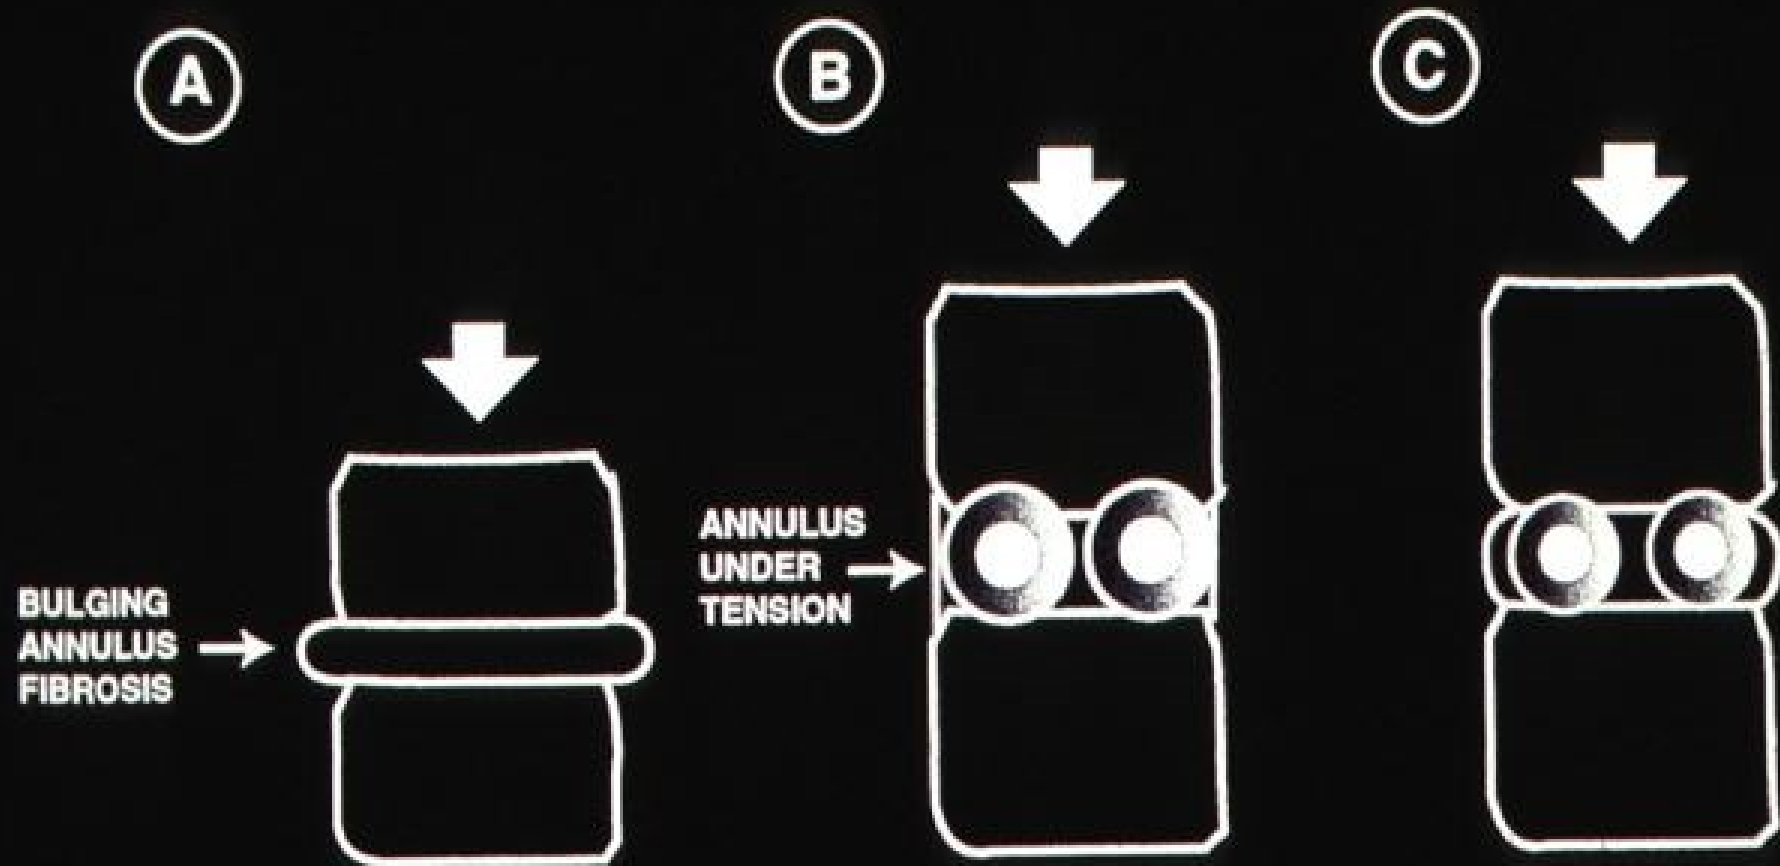 A
B
C
BULGING
ANNULUS
FIBROSIS
ANNULUS
UNDER
TENSION